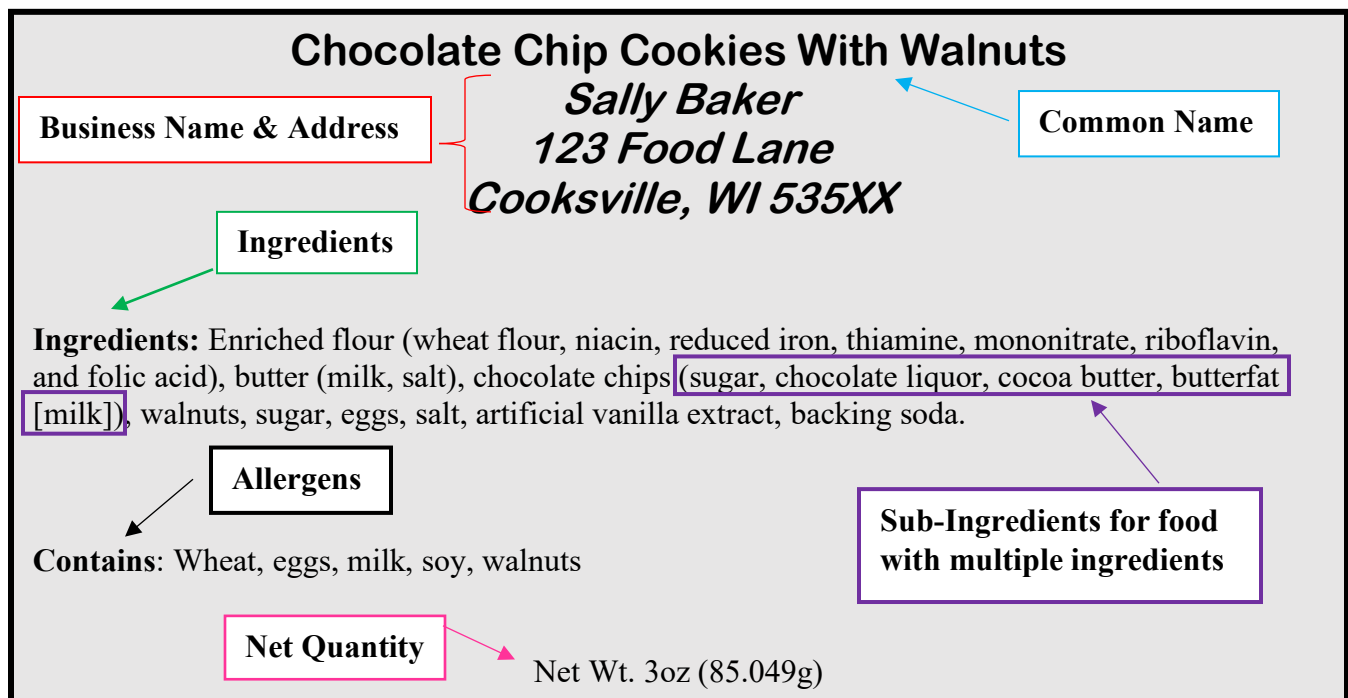 Chocolate Chip Cookies With Walnuts
Sally Baker
Business Name & Address
Common Name
123 Food Lane
Cooksville, WI 535XX
Ingredients
Ingredients: Enriched flour (wheat flour, niacin, reduced iron, thiamine, mononitrate, riboflavin,
and folic acid), butter (milk, salt), chocolate chips (sugar, chocolate liquor, cocoa butter, butterfat
[milk]), walnuts, sugar, eggs, salt, artificial vanilla extract, backing soda.
Allergens
Sub-Ingredients for food
with multiple ingredients
Contains: Wheat, eggs, milk, soy, walnuts
Net Quantity
Net Wt. 3oz (85.049g)